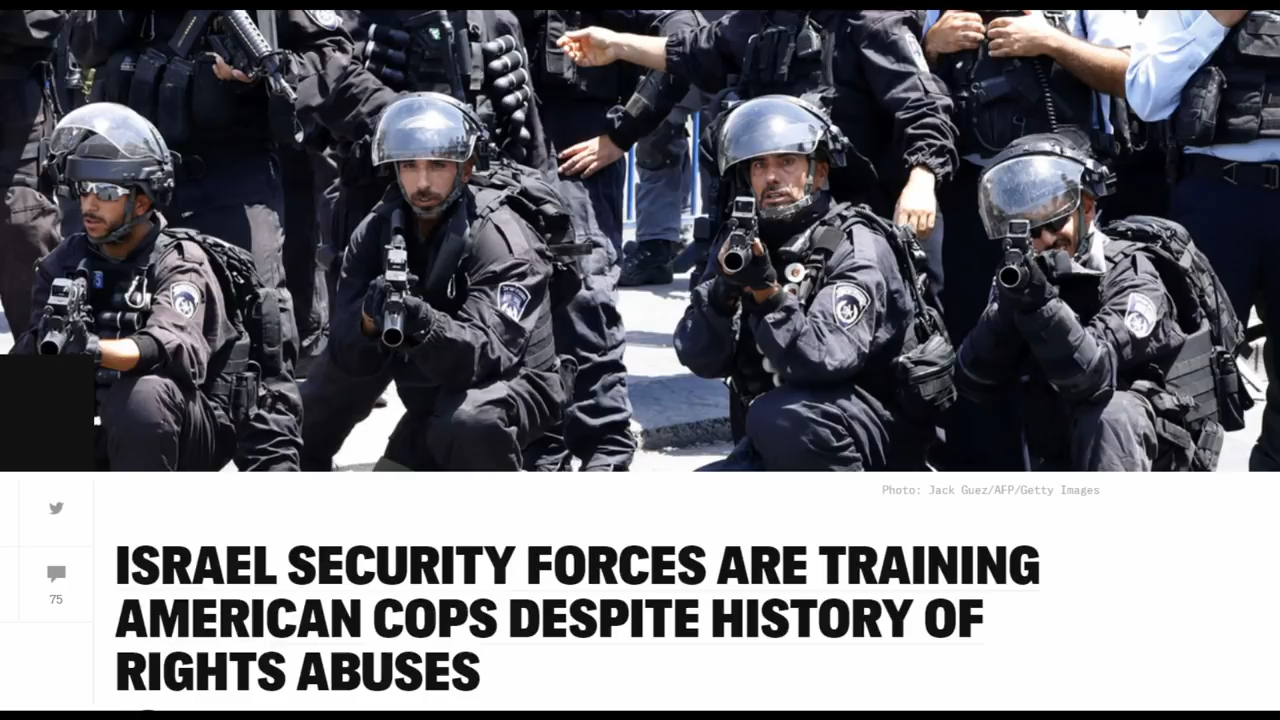 Photo: Jack Guez/AFP/Getty Images
75
ISRAEL SECURITY FORCES ARE TRAINING
AMERICAN COPS DESPITE HISTORY OF
RIGHTS ABUSES